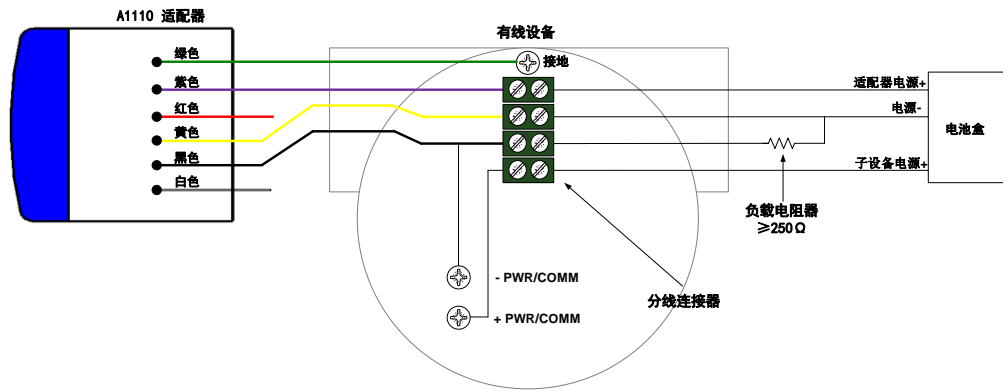 A1110 适配器
有线设备
绿色
接地
紫色
适配器电源+
红色
电源-
黄色
电池盒
黑色
子设备电源+
白色
负载电阻器
≥250Ω
- PWR/COMM
分线连接器
+ PWR/COMM